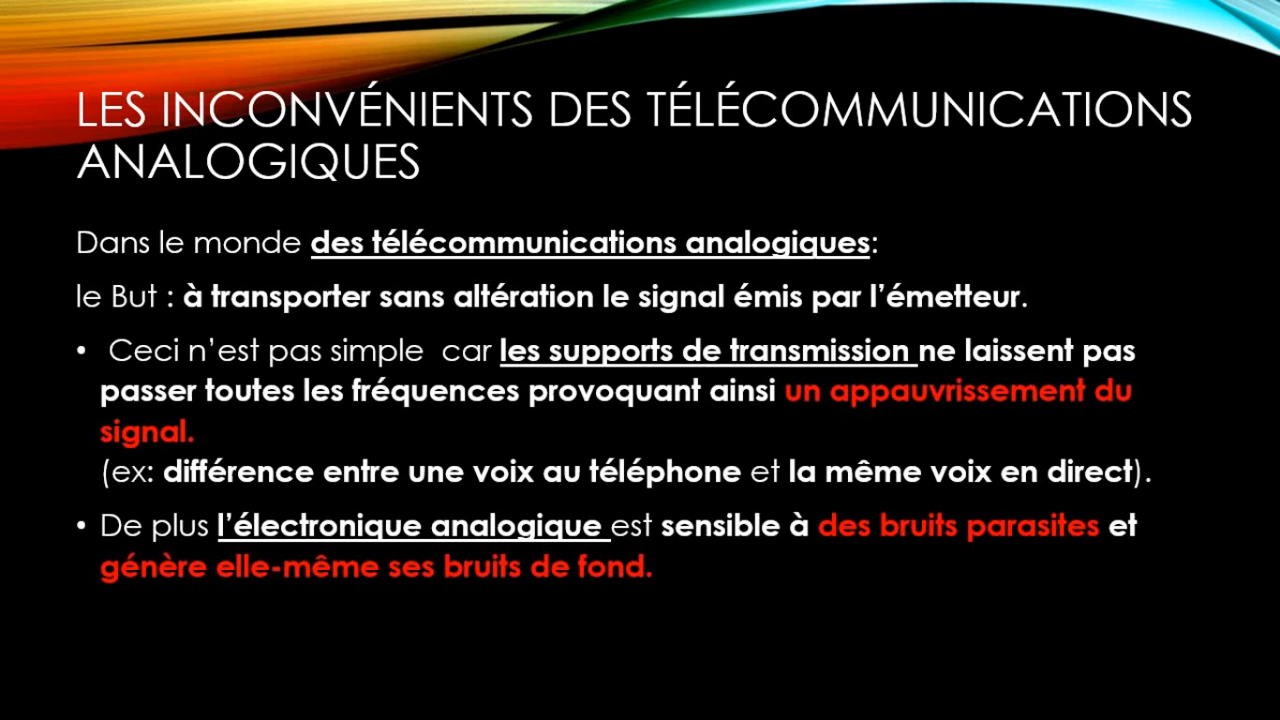 LES INCONVÉNIENTS DES TÉLÉCOMMUNICATIONS
ANALOGIQUES
Dans le monde des télécommunications analogiques:
le But : à transporter sans altération le signal émis par l’émetteur.
• Ceci n’est pas simple car les supports de transmission ne laissent pas
passer toutes les fréquences provoquant ainsi un appauvrissement du
signal.
(ex: différence entre une voix au téléphone et la même voix en direct).
• De plus l’électronique analogique est sensible à des bruits parasites et
génère elle-même ses bruits de fond.